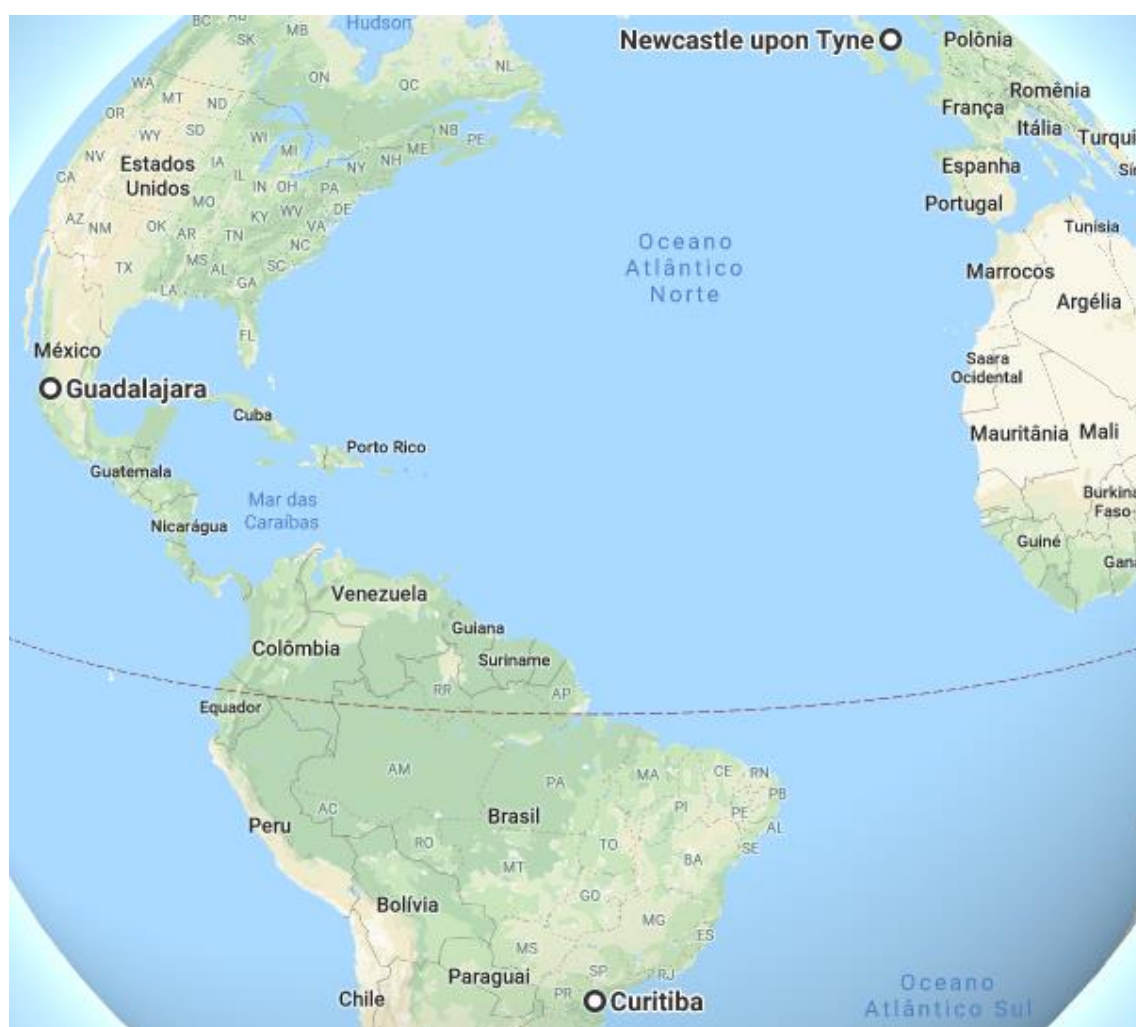 BC
AB
SK
MB
Hudson
ON
QC
NL
Newcastle upon Tyne
Polônia
WA
MT
ND
OR
WY
SD
WI
MI
NB
PE
ME
NH
NY
França
Romênia
Itália
Turqui
NV
Estados
Unidos
IA
IL
IN
OH
PA
DE
CA
MO
KY
WV
VA
Espanha
Portugal
Sír
AZ
NM
OK
AR
TN
NC
SC
TX
MS
AL
GA
LA
FL
Oceano
Atlântico
Norte
Tunisia
Marrocos
Argélia
México
Guadalajara
Cuba
Porto Rico
Saara
Ocidental
Mauritânia
Mali
Guatemala
Mar das
Caraíbas
Nicarágua
Burkina
Faso
Guiné
Gana
Venezuela
Guiana
Colômbia
Suriname
RR
AP
Equador
AM
PA
MA
CE
RN
PB
PI
PE
AL
Peru
AC
Brasil
RO
TO
SE
MT
BA
GO
Bolívia
MG
ES
MS
Paraguai
SP
RJ
PR
Chile
Curitiba
Oceano
Atlântico Sul